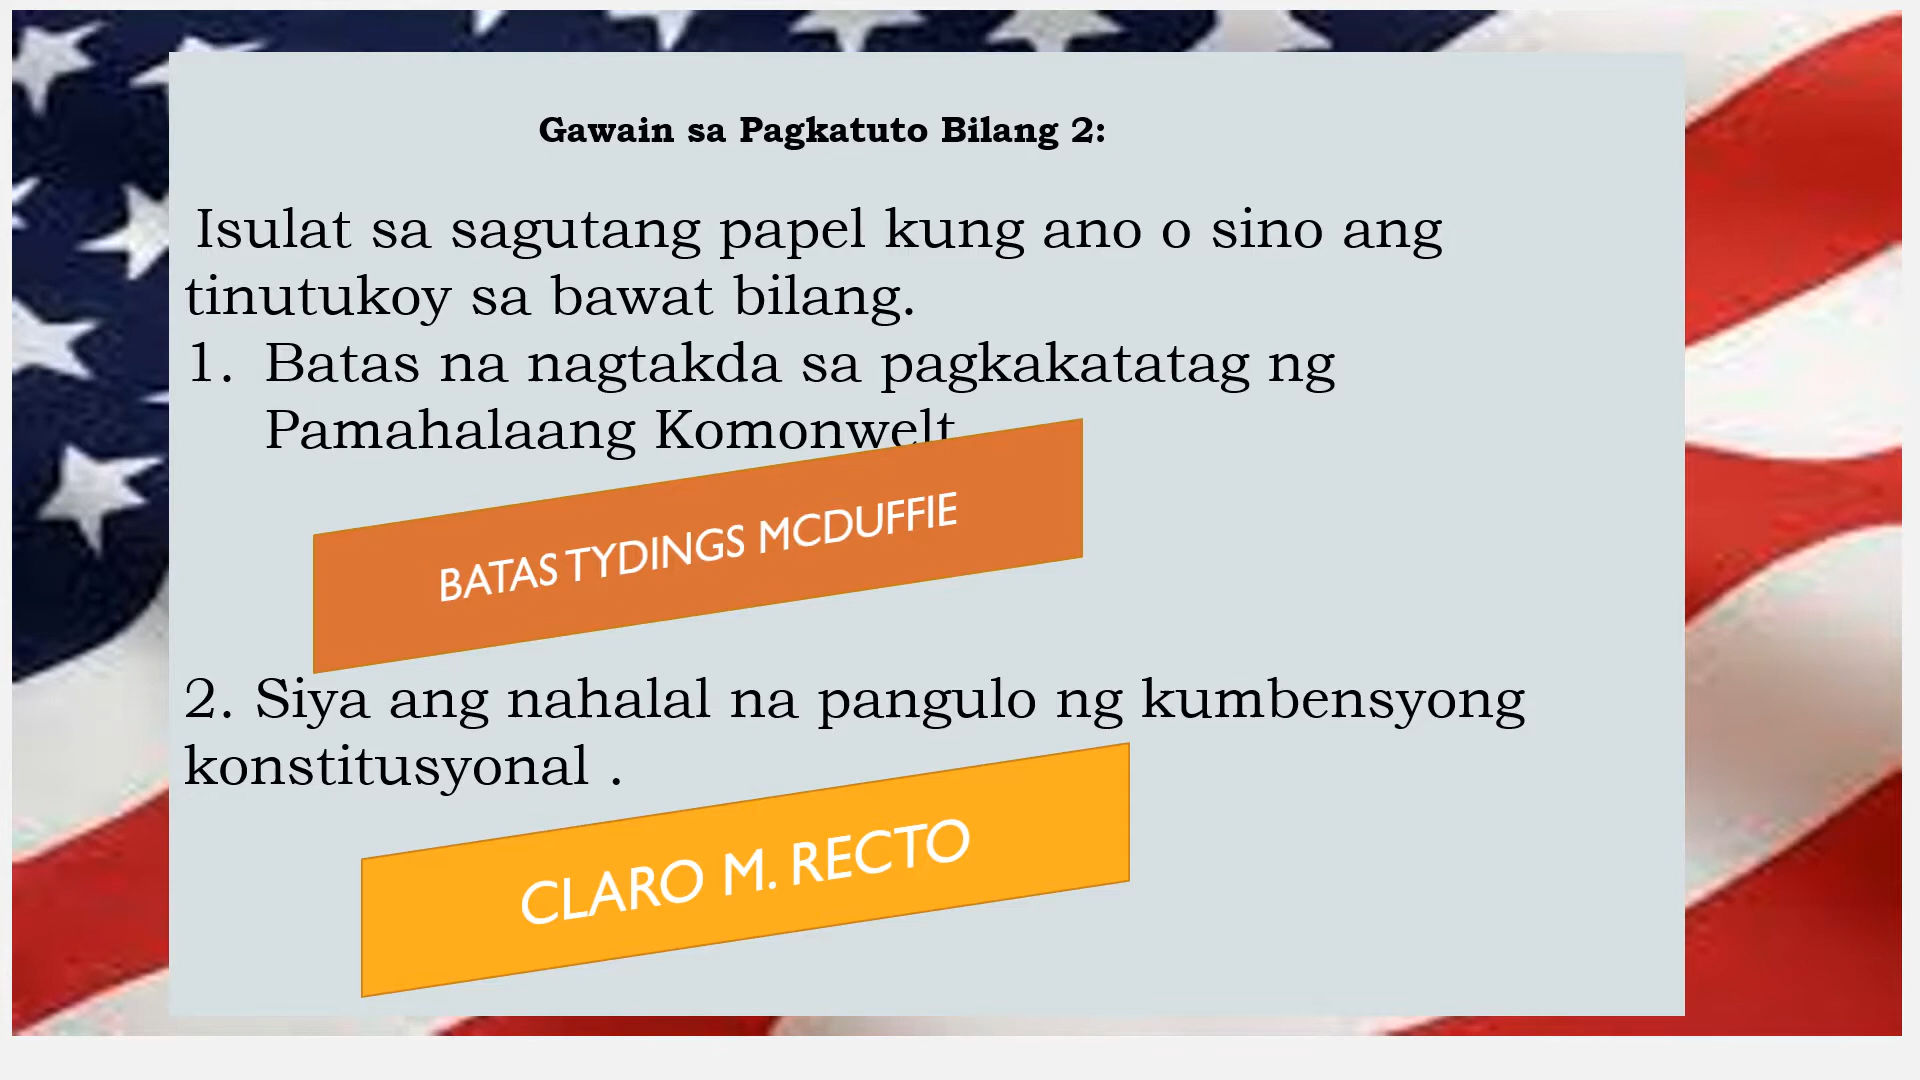 Gawain sa Pagkatuto Bilang 2:
Isulat sa sagutang papel kung ano o sino ang
tinutukoy sa bawat bilang.
1. Batas na nagtakda sa pagkakatatag ng
Pamahalaang Komonwelt
BATAS TYDINGS MCDUFFIE
2. Siya ang nahalal na pangulo ng kumbensyong
konstitusyonal .
CLARO M. RECTO